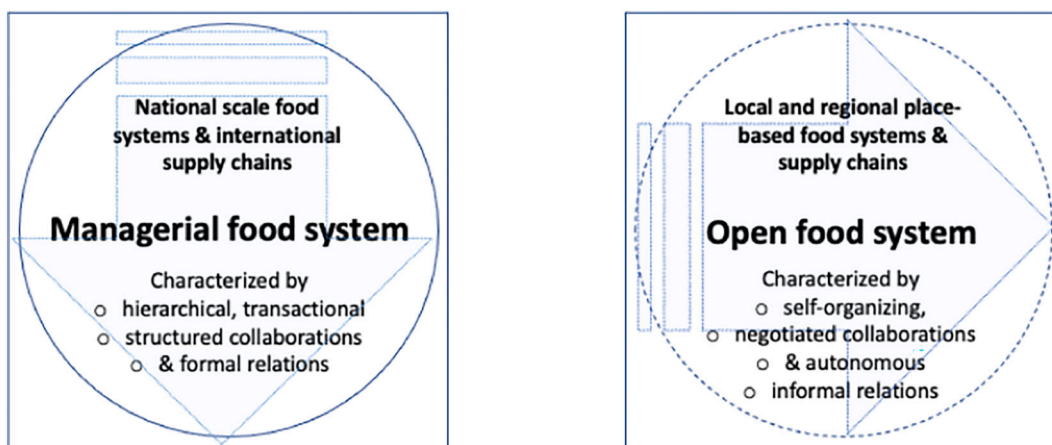 National scale food
systems & international
supply chains
Managerial food system
Characterized by
o hierarchical, transactional
o structured collaborations
o & formal relations
Local and regional place-
based food systems &
supply chains
Open food system
Characterized by
o self-organizing,
o negotiated collaborations
o & autonomous
o informal relations